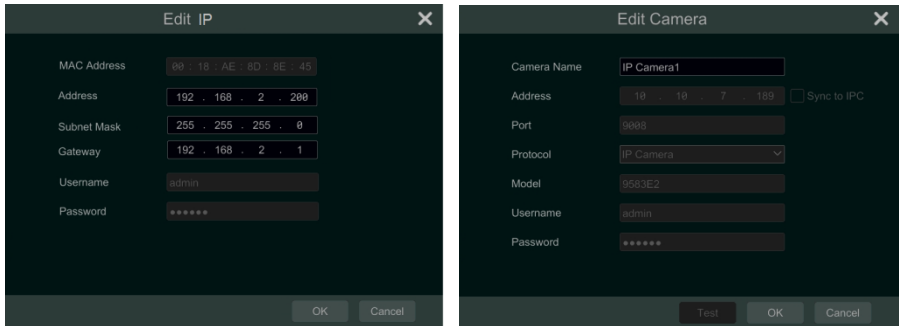 Edit IP
MAC Address 00 : 18 : AE : 8D : 8E : 45
Address 192 . 168 . 2 . 200
Subnet Mask 255 . 255 . 255 . 0
Gateway 192 . 168 . 2 . 1
Username admin
Password ●●●●●●
OK Cancel
Edit Camera
Camera Name IP Camera1
Address 10 . 10 . 7 . 189 Sync to IPC
Port 9008
Protocol IP Camera
Model 9583E2
Username admin
Password ●●●●●●
Test OK Cancel